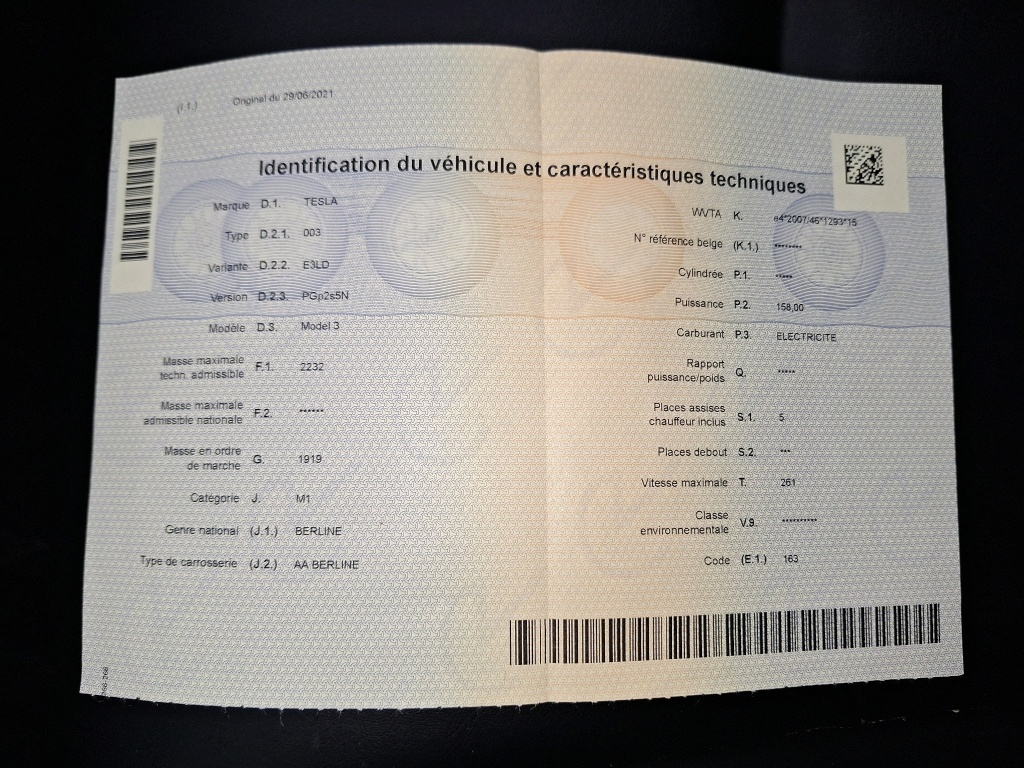 (I.1.) Original du 29/06/2021
Identification du véhicule et caractéristiques techniques
Marque D.1. TESLA
Type D.2.1. 003
Variante D.2.2. E3LD
Version D.2.3. PGp2s5N
Modèle D.3. Model 3
Masse maximale
techn. admissible F.1. 2232
Masse maximale
admissible nationale F.2. ******
Masse en ordre
de marche G. 1919
Catégorie J. M1
Genre national (J.1.) BERLINE
Type de carrosserie (J.2.) AA BERLINE
WVTA K. e4*2007/46*1293*15
N° référence belge (K.1.) ********
Cylindrée P.1. *****
Puissance P.2. 158,00
Carburant P.3. ELECTRICITE
Rapport
puissance/poids Q. *****
Places assises
chauffeur inclus S.1. 5
Places debout S.2. ***
Vitesse maximale T. 261
Classe
environnementale V.9. **********
Code (E.1.) 163